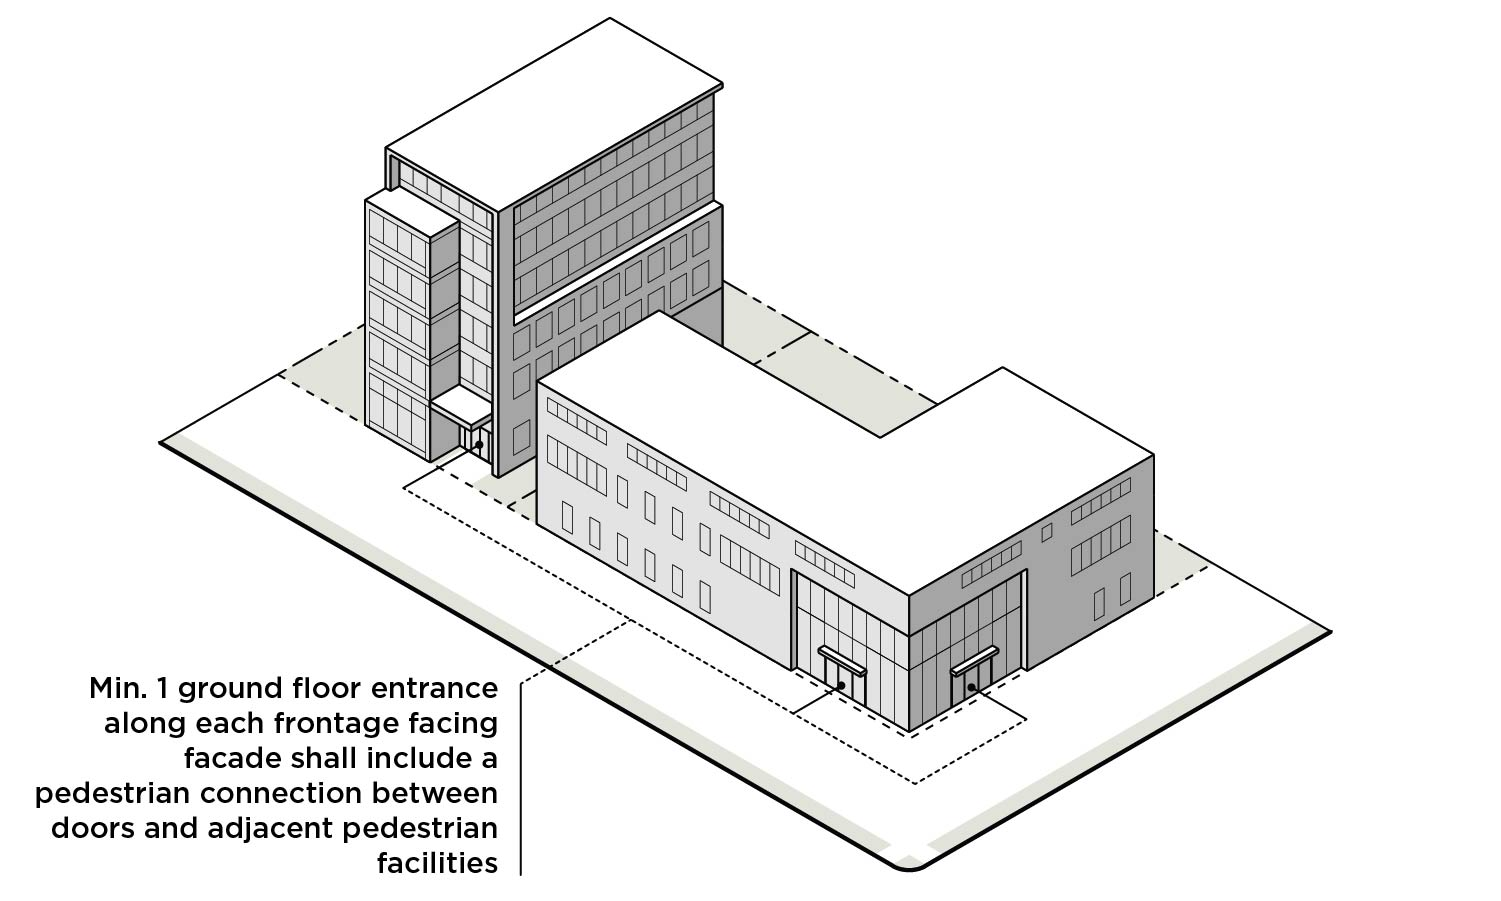 Min. 1 ground floor entrance
along each frontage facing
facade shall include a
pedestrian connection between
doors and adjacent pedestrian
facilities